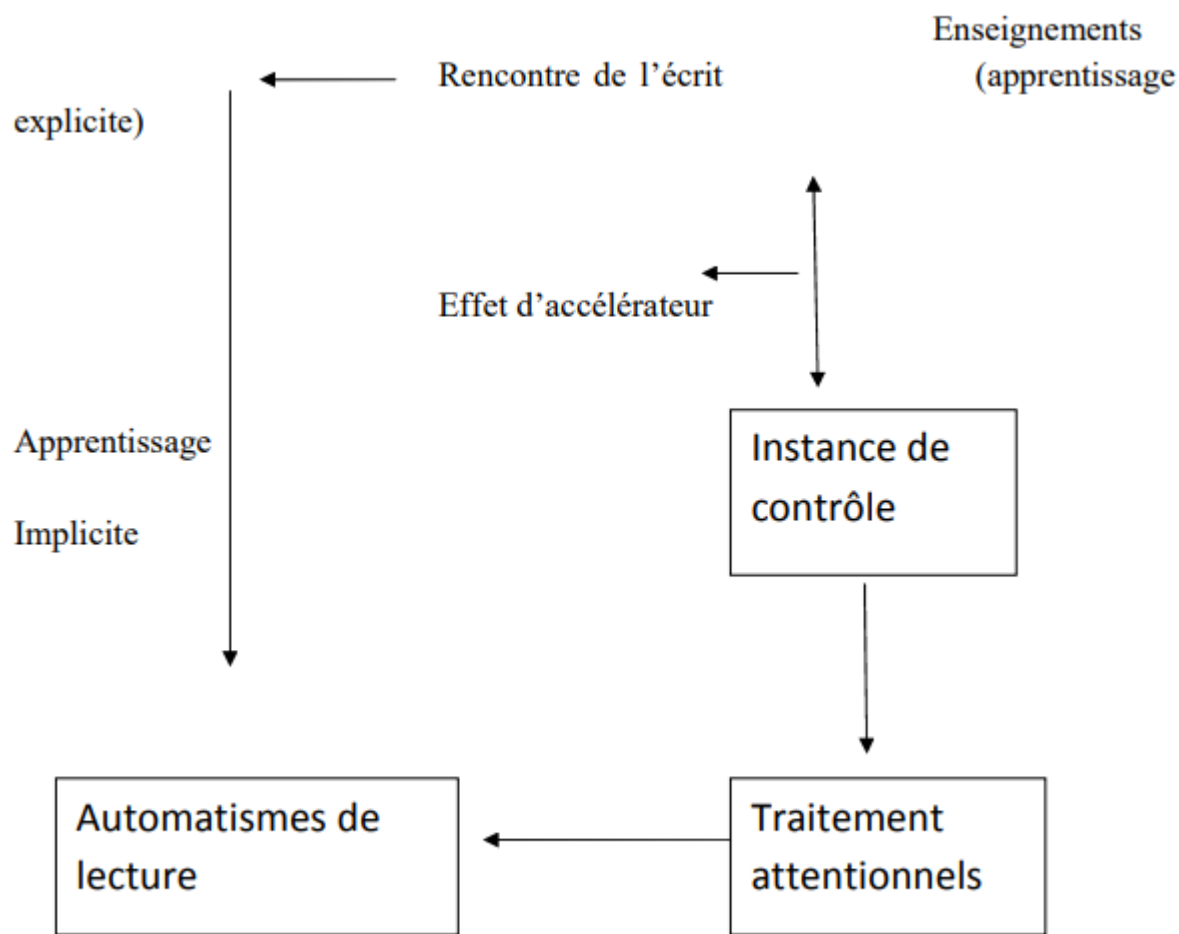 Enseignements
Rencontre de l’écrit (apprentissage
explicite)
Effet d’accélérateur
Apprentissage
Implicite
Instance de
contrôle
Automatismes de
lecture
Traitement
attentionnels